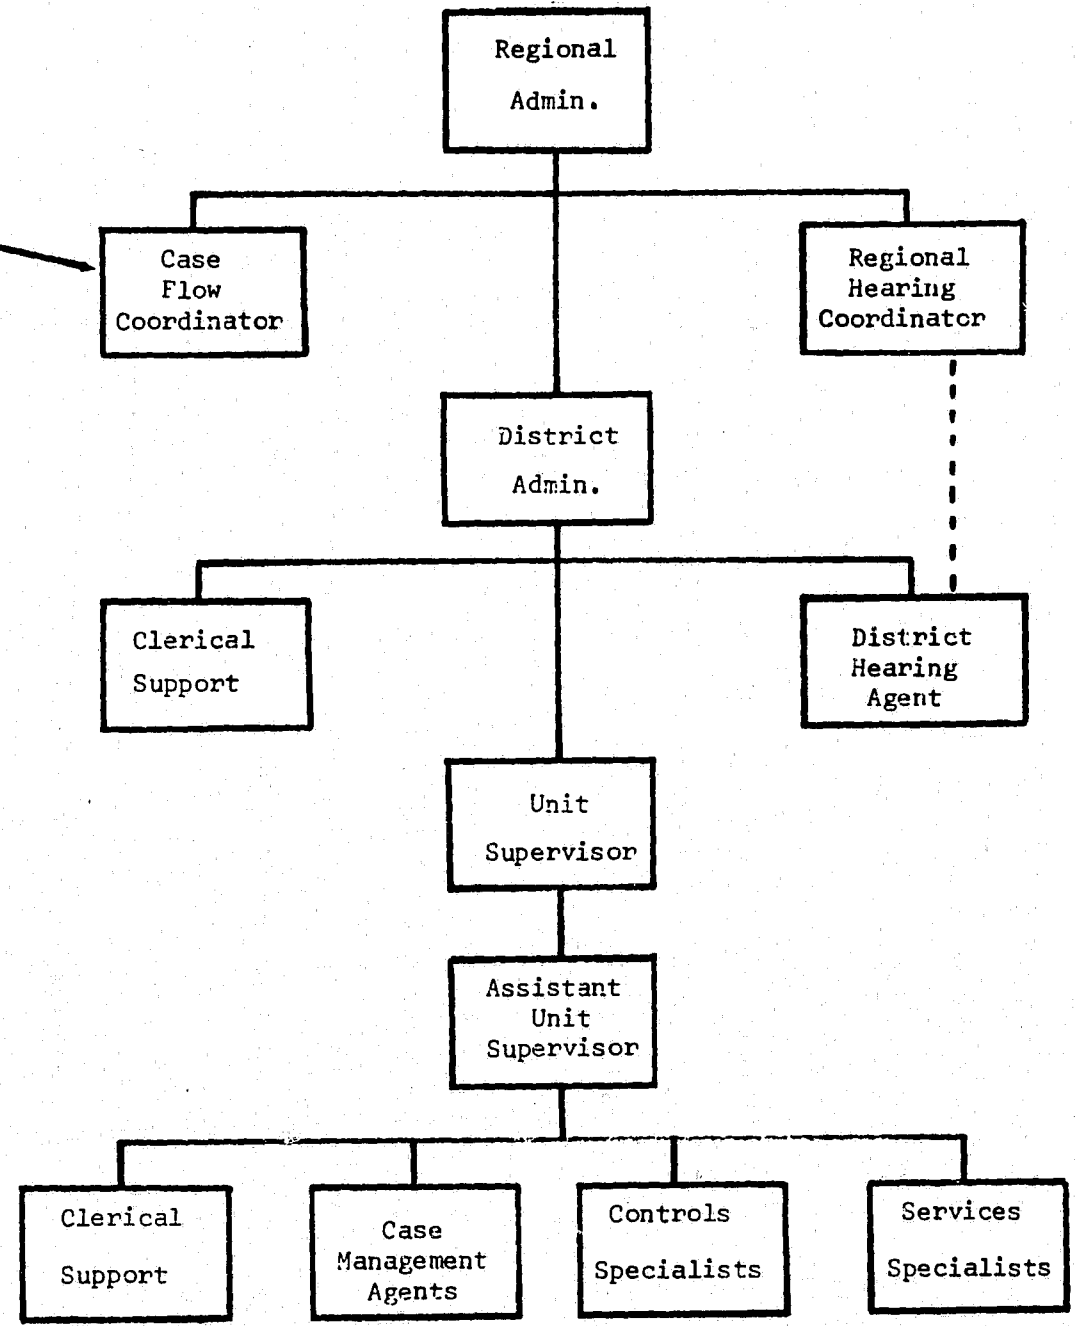 Regional
Admin.
Case
Flow
Coordinator
Regional
Hearing
Coordinator
District
Admin.
Clerical
Support
District
Hearing
Agent
Unit
Supervisor
Assistant
Unit
Supervisor
Clerical
Support
Case
Management
Agents
Controls
Specialists
Services
Specialists